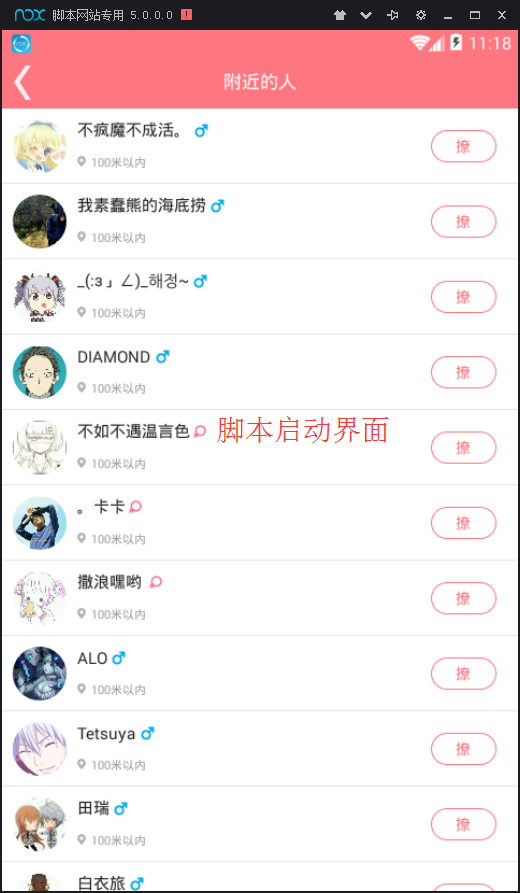 nox 脚本网站专用 5.0.0.0
11:18
附近的人
不疯魔不成活。
100米以内
撩
我素蠢熊的海底捞
100米以内
撩
_(:з」∠)_해정~
100米以内
撩
DIAMOND
100米以内
撩
不如不遇温言色 脚本启动界面
100米以内
撩
。卡卡
100米以内
撩
撒浪嘿哟
100米以内
撩
ALO
100米以内
撩
Tetsuya
100米以内
撩
田瑞
100米以内
撩
白衣旅